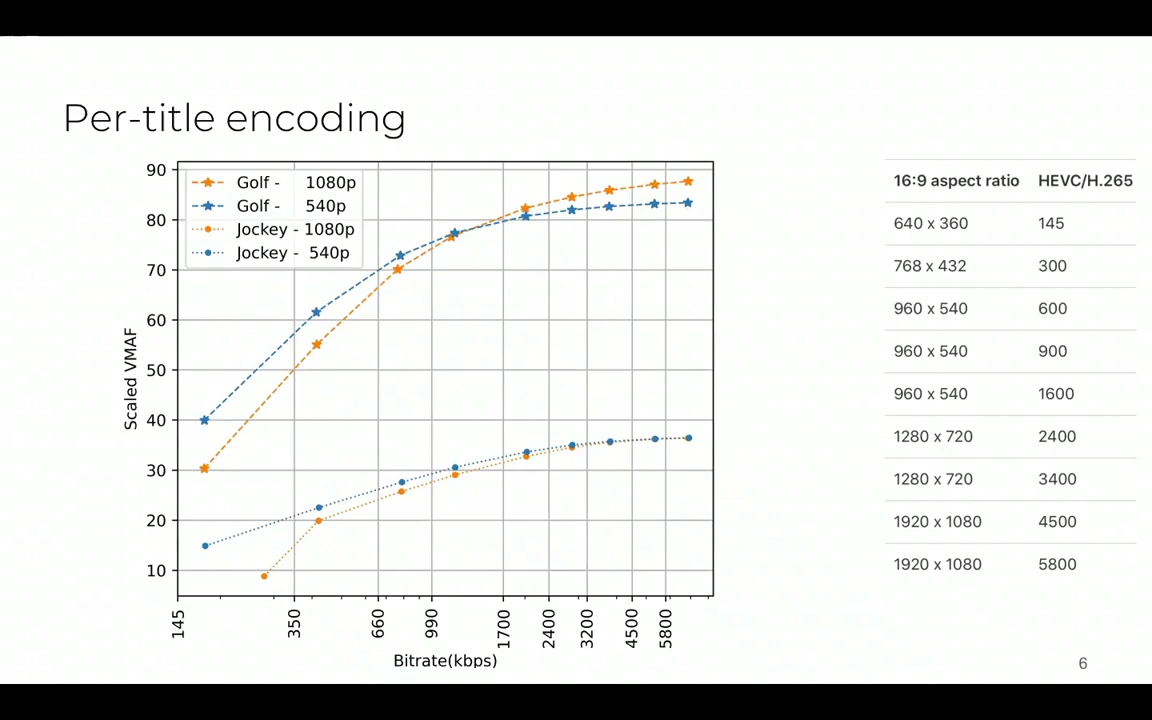 Per-title encoding
90
80
70
60
50
40
30
20
10
Scaled VMAF
Golf - 1080p
Golf - 540p
Jockey - 1080p
Jockey - 540p
145 350 660 990 1700 2400 3200 4500 5800
Bitrate(kbps)
16:9 aspect ratio HEVC/H.265
640 x 360 145
768 x 432 300
960 x 540 600
960 x 540 900
960 x 540 1600
1280 x 720 2400
1280 x 720 3400
1920 x 1080 4500
1920 x 1080 5800
6